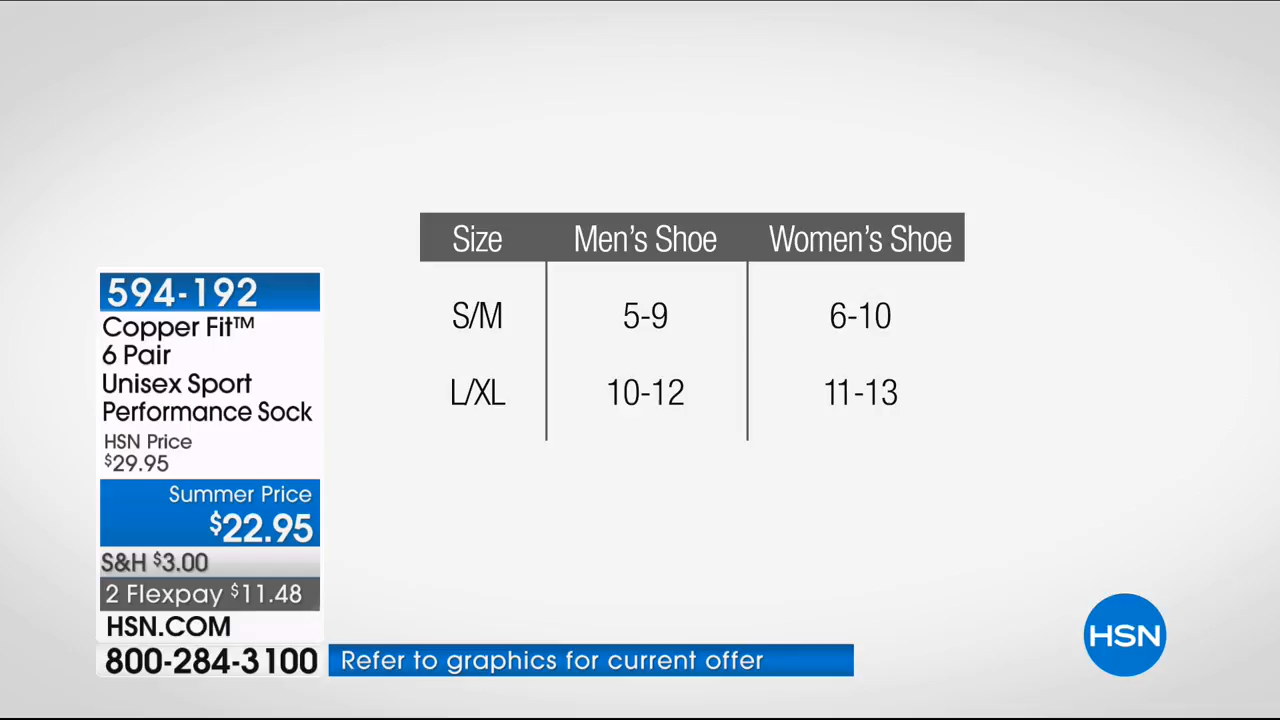 Size Men's Shoe Women's Shoe
S/M 5-9 6-10
L/XL 10-12 11-13
594-192
Copper Fit™
6 Pair
Unisex Sport
Performance Sock
HSN Price
$29.95
Summer Price
$22.95
S&H $3.00
2 Flexpay $11.48
HSN.COM
800-284-3100
Refer to graphics for current offer
HSN